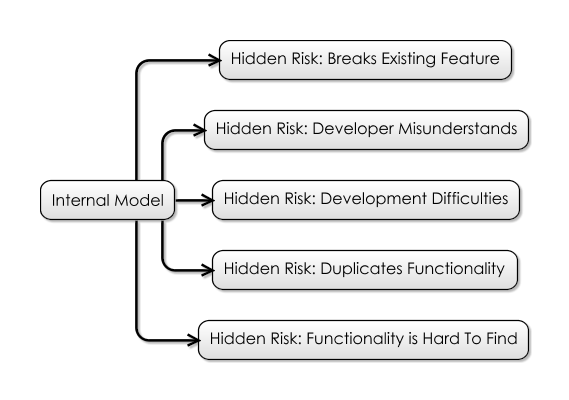 Hidden Risk: Breaks Existing Feature
Hidden Risk: Developer Misunderstands
Internal Model
Hidden Risk: Development Difficulties
Hidden Risk: Duplicates Functionality
Hidden Risk: Functionality is Hard To Find